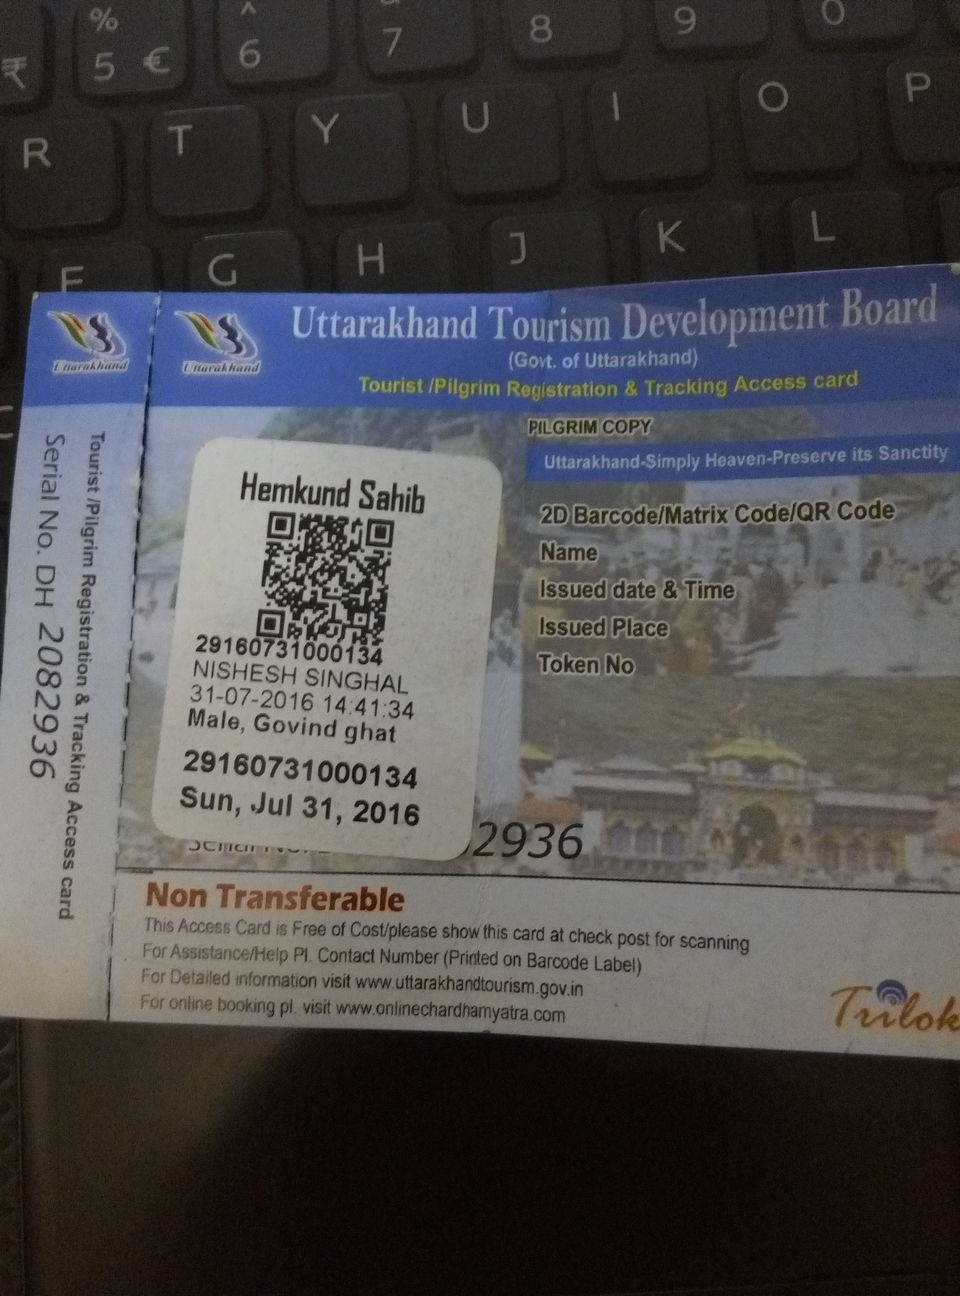 %
5 €
^
6
7
8
9
0
₹
R
T
Y
U
I
O
P
F
G
H
J
K
L
Uttarakhand
Tourist /Pilgrim Registration & Tracking Access card
Serial No. DH 2082936
Uttarakhand
Uttarakhand Tourism Development Board
(Govt. of Uttarakhand)
Tourist /Pilgrim Registration & Tracking Access card
PILGRIM COPY
Uttarakhand-Simply Heaven-Preserve its Sanctity
Hemkund Sahib
29160731000134
NISHESH SINGHAL
31-07-2016 14:41:34
Male, Govind ghat
29160731000134
Sun, Jul 31, 2016
2D Barcode/Matrix Code/QR Code
Name
Issued date & Time
Issued Place
Token No
2936
Non Transferable
This Access Card is Free of Cost/please show this card at check post for scanning
For Assistance/Help Pl. Contact Number (Printed on Barcode Label)
For Detailed information visit www.uttarakhandtourism.gov.in
For online booking pl. visit www.onlinechardhamyatra.com
Trilok